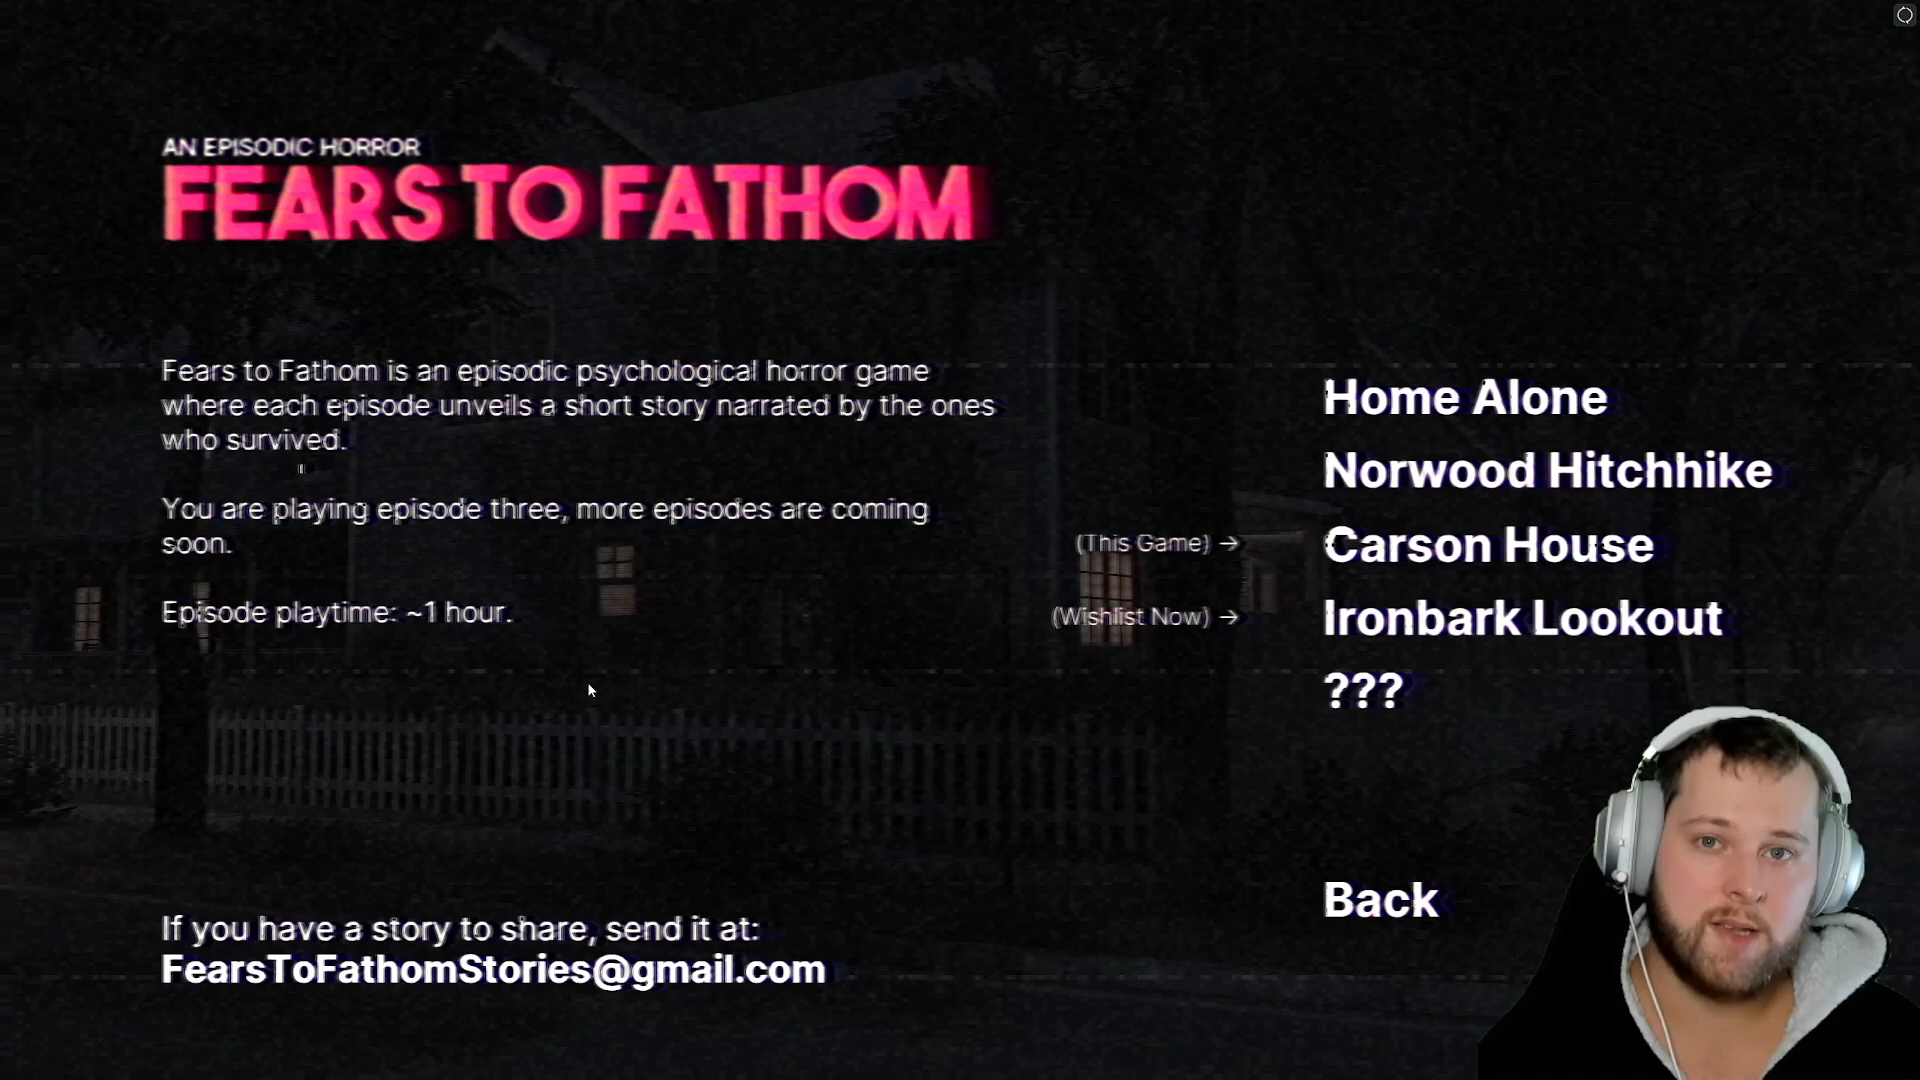 AN EPISODIC HORROR
FEARS TO FATHOM
Fears to Fathom is an episodic psychological horror game
where each episode unveils a short story narrated by the ones
who survived.
You are playing episode three, more episodes are coming
soon.
Episode playtime: ~1 hour.
Home Alone
Norwood Hitchhike
(This Game) → Carson House
(Wishlist Now) → Ironbark Lookout
???
Back
If you have a story to share, send it at:
FearsToFathomStories@gmail.com